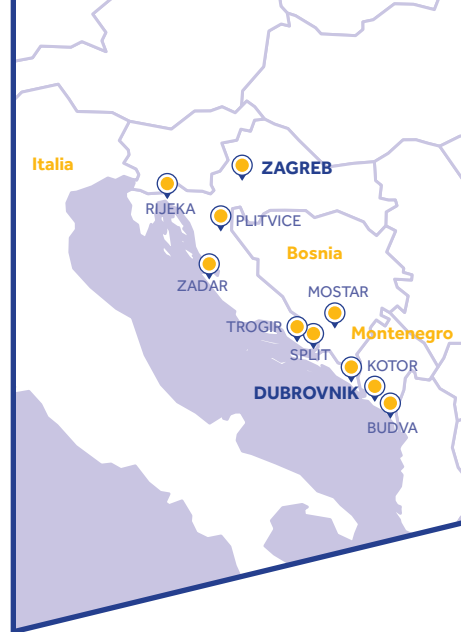 Italia
ZAGREB
RIJEKA
PLITVICE
Bosnia
ZADAR
MOSTAR
TROGIR
Montenegro
SPLIT
KOTOR
DUBROVNIK
BUDVA